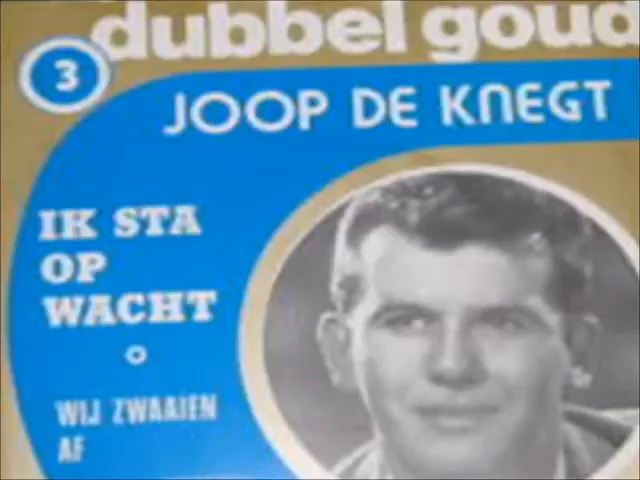 dubbel goud
3
JOOP DE KNEGT
IK STA
OP
WACHT
WIJ ZWAAIEN
AF